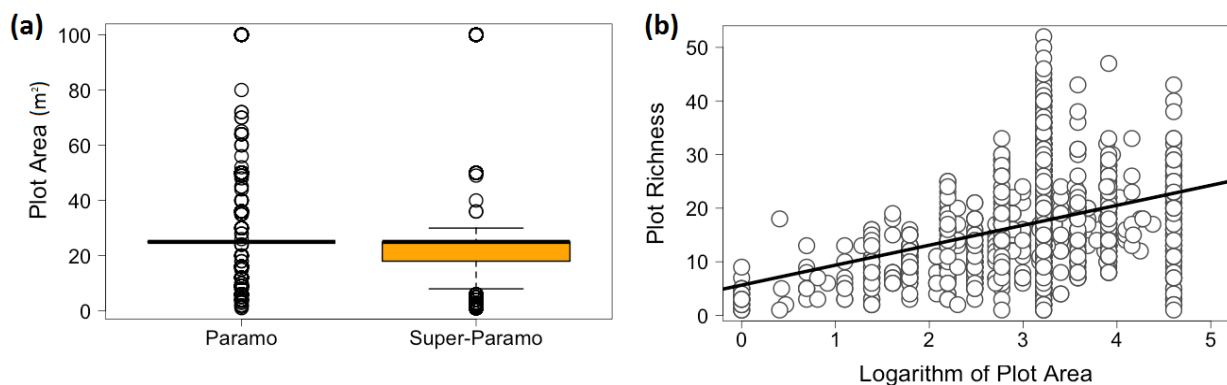 (a)
Plot Area (m²)
100
80
60
40
20
0
Paramo Super-Paramo
(b)
Plot Richness
50
40
30
20
10
0
0 1 2 3 4 5
Logarithm of Plot Area